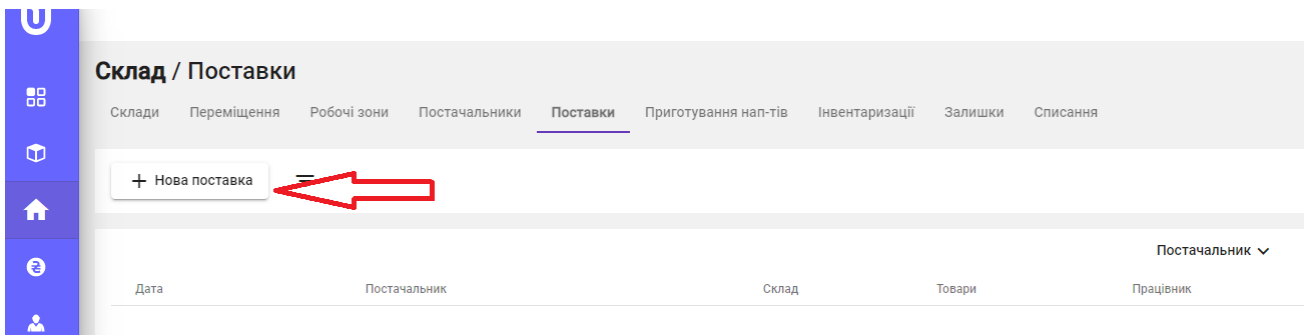 Склад / Поставки
Склади Переміщення Робочі зони Постачальники Поставки Приготування нап-тів Інвентаризації Залишки Списання
+ Нова поставка
Постачальник
Дата Постачальник Склад Товари Працівник